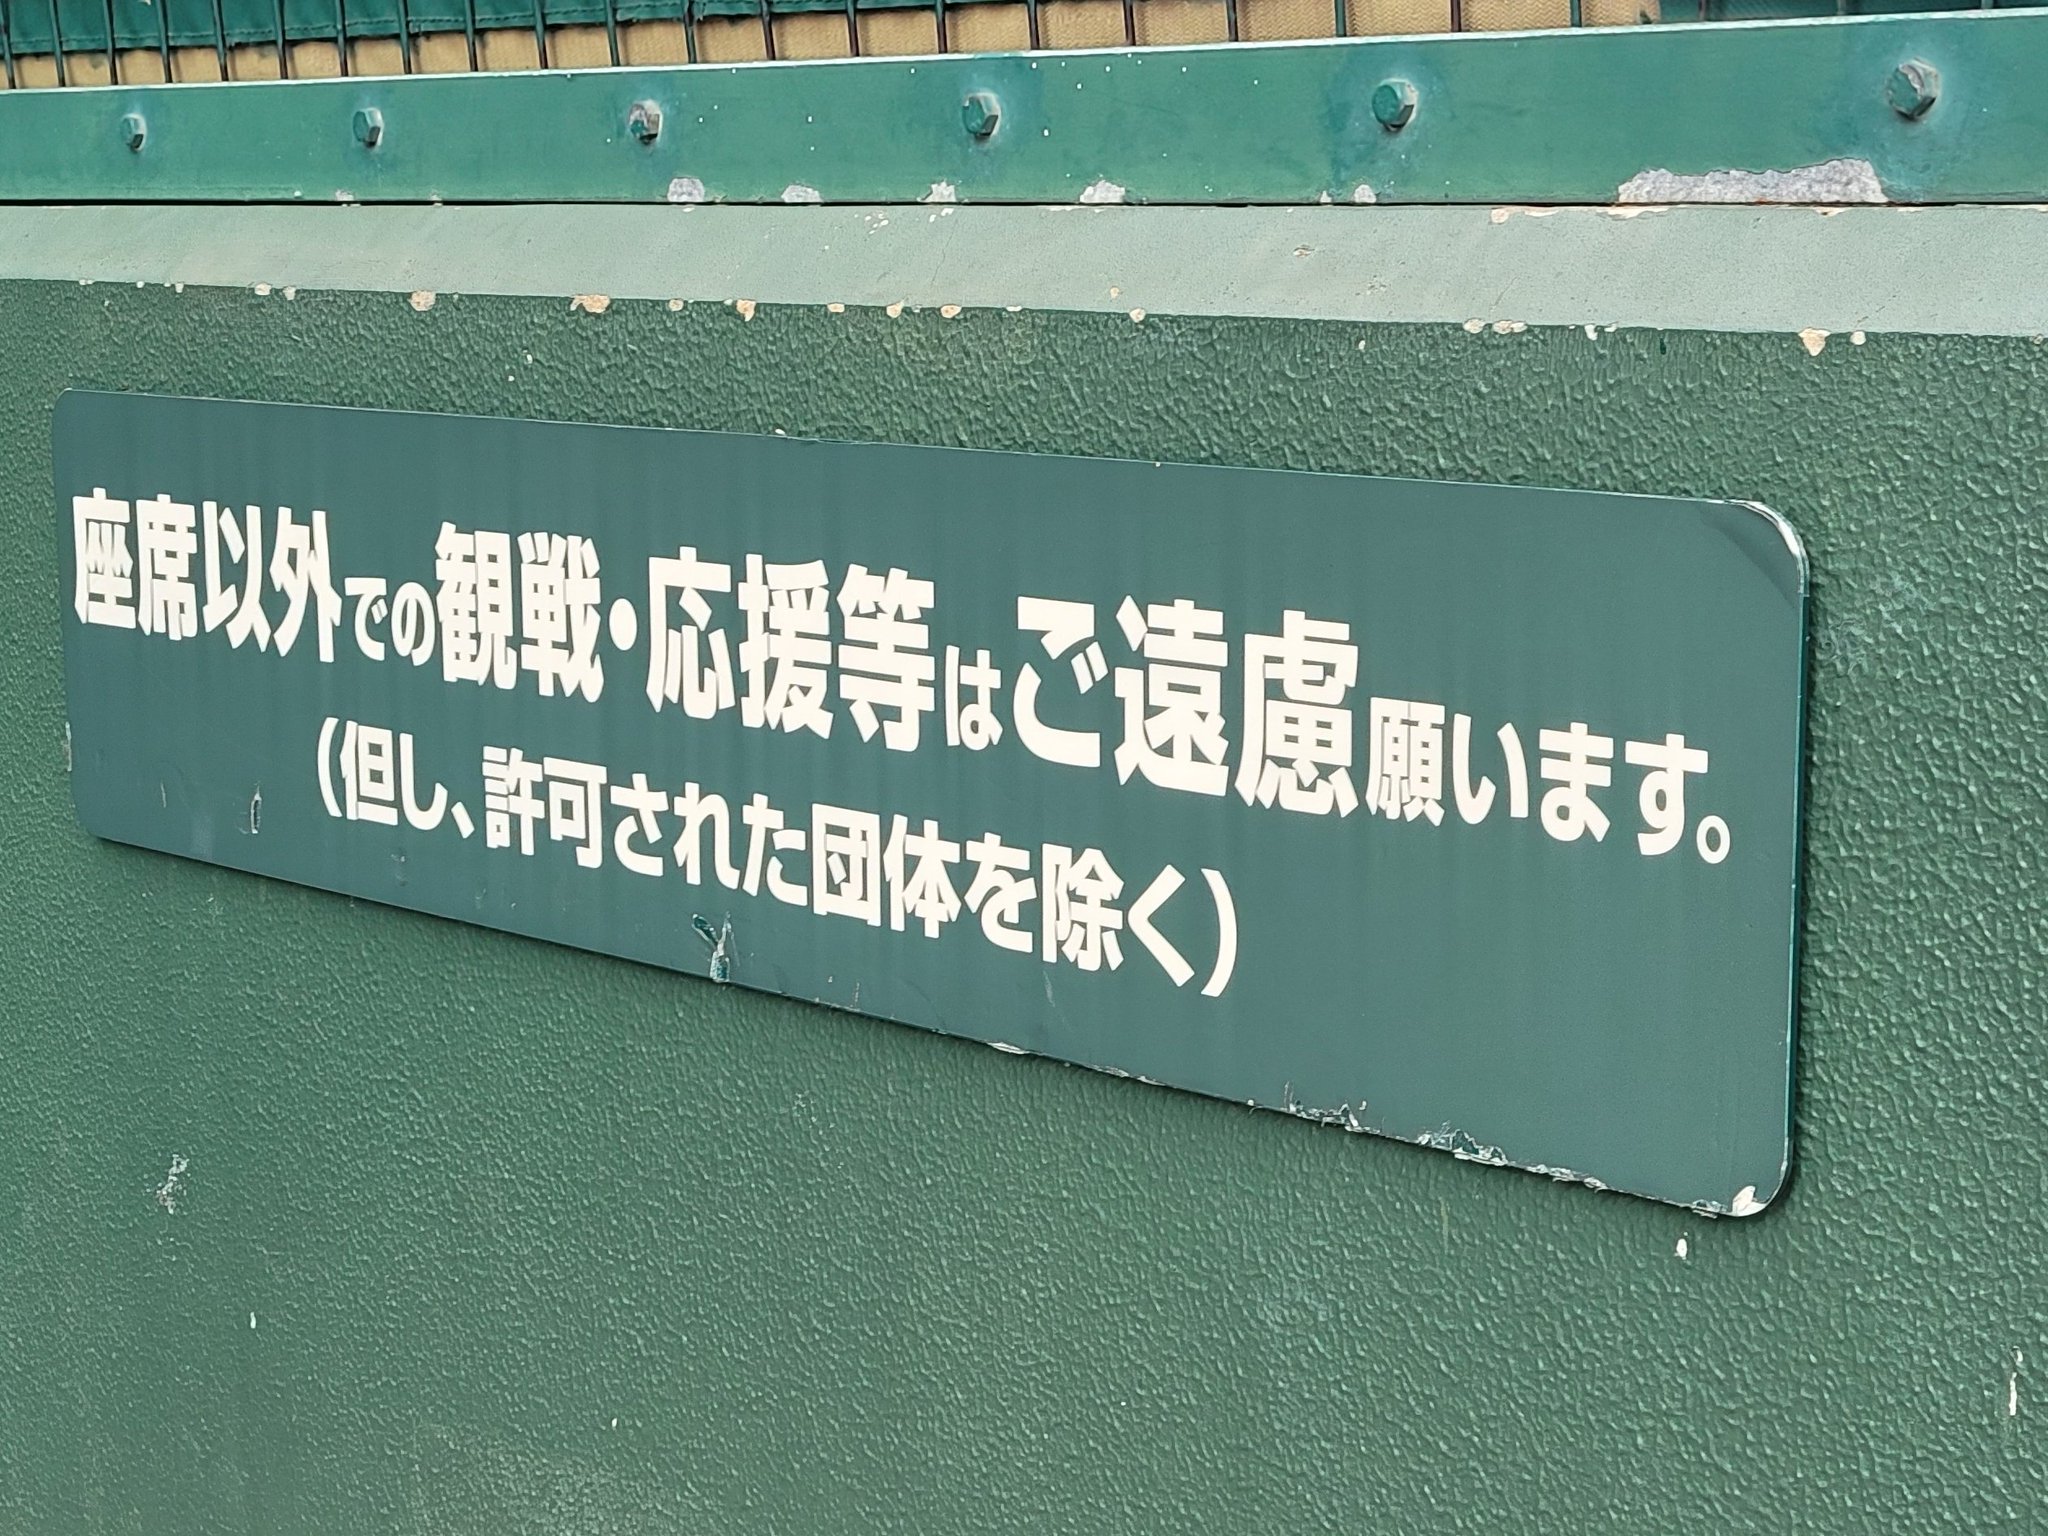 座席以外での観戦・応援等はご遠慮願います。
(但し、許可された団体を除く)